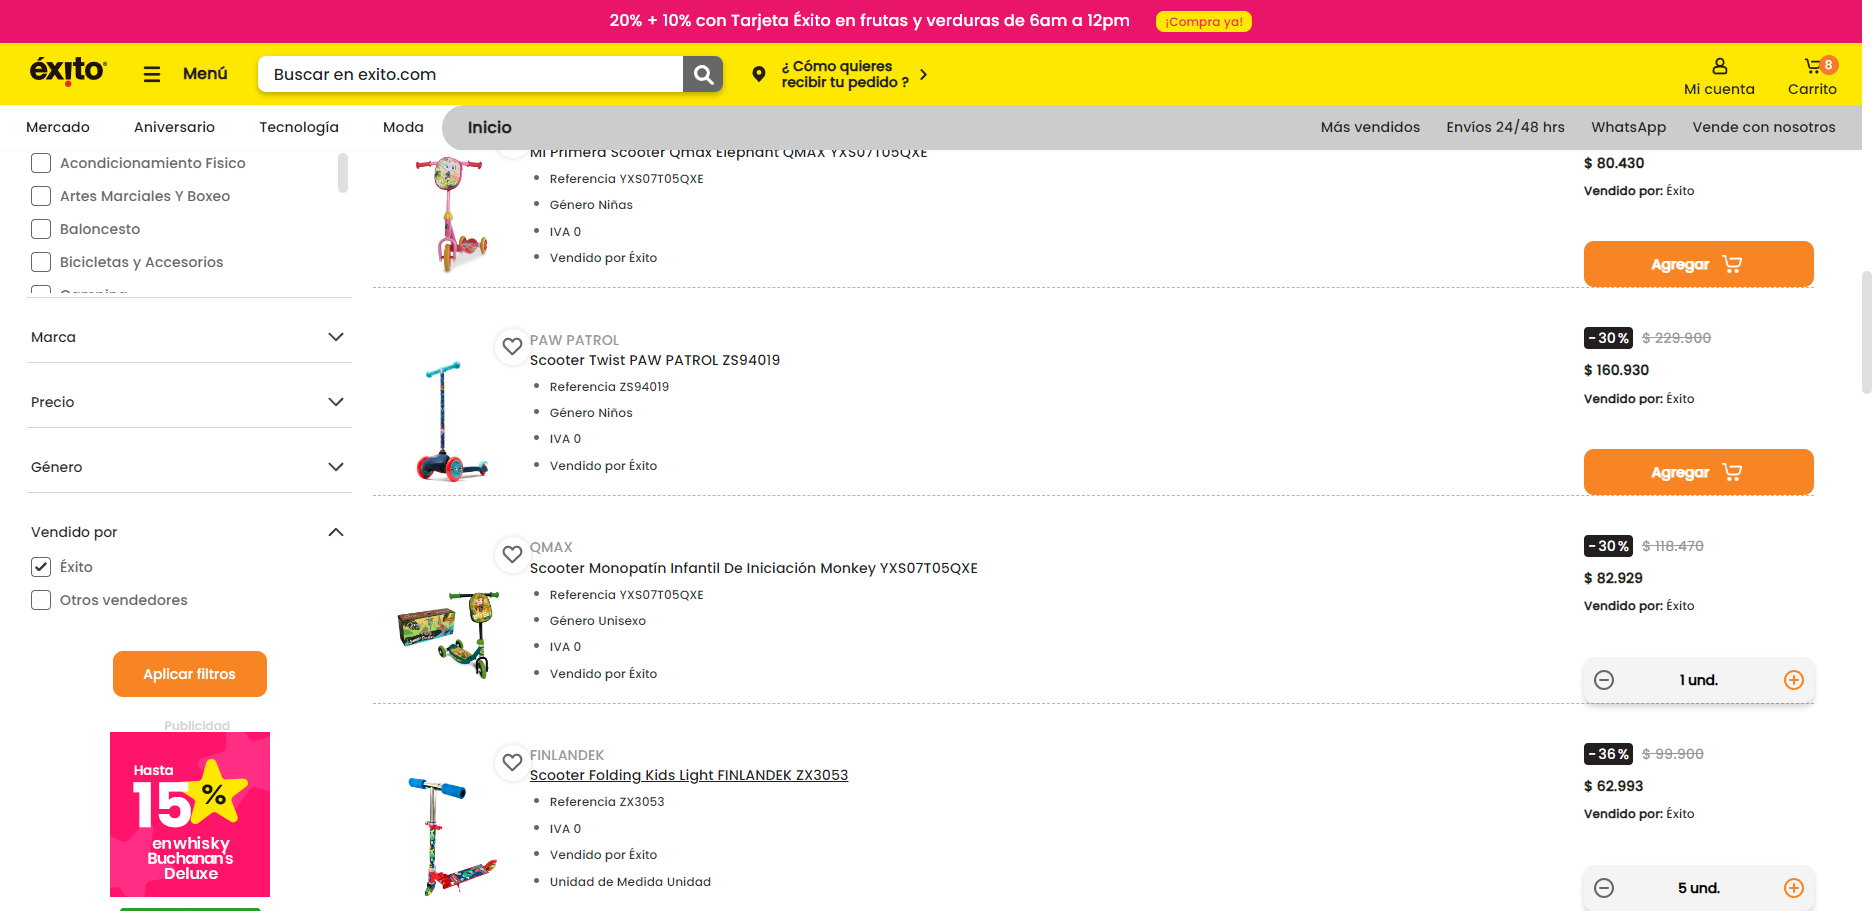 20% + 10% con Tarjeta Éxito en frutas y verduras de 6am a 12pm
¡Compra ya!
éxito
Menú
Buscar en exito.com
¿ Cómo quieres
recibir tu pedido ?
Mi cuenta
8
Carrito
Mercado
Aniversario
Tecnología
Moda
Inicio
Más vendidos
Envíos 24/48 hrs
WhatsApp
Vende con nosotros
Acondicionamiento Fisico
Artes Marciales Y Boxeo
Baloncesto
Bicicletas y Accesorios
Marca
Precio
Género
Vendido por
Éxito
Otros vendedores
Aplicar filtros
Publicidad
Hasta
15%
en whisky
Buchanan's
Deluxe
Mi Primera Scooter Qmax Elephant QMAX YXS07T05QXE
Referencia YXS07T05QXE
Género Niñas
IVA 0
Vendido por Éxito
$ 80.430
Vendido por: Éxito
Agregar
PAW PATROL
Scooter Twist PAW PATROL ZS94019
Referencia ZS94019
Género Niños
IVA 0
Vendido por Éxito
- 30 % $ 229.900
$ 160.930
Vendido por: Éxito
Agregar
QMAX
Scooter Monopatín Infantil De Iniciación Monkey YXS07T05QXE
Referencia YXS07T05QXE
Género Unisexo
IVA 0
Vendido por Éxito
- 30 % $ 118.470
$ 82.929
Vendido por: Éxito
1 und.
FINLANDEK
Scooter Folding Kids Light FINLANDEK ZX3053
Referencia ZX3053
IVA 0
Vendido por Éxito
Unidad de Medida Unidad
- 36 % $ 99.900
$ 62.993
Vendido por: Éxito
5 und.